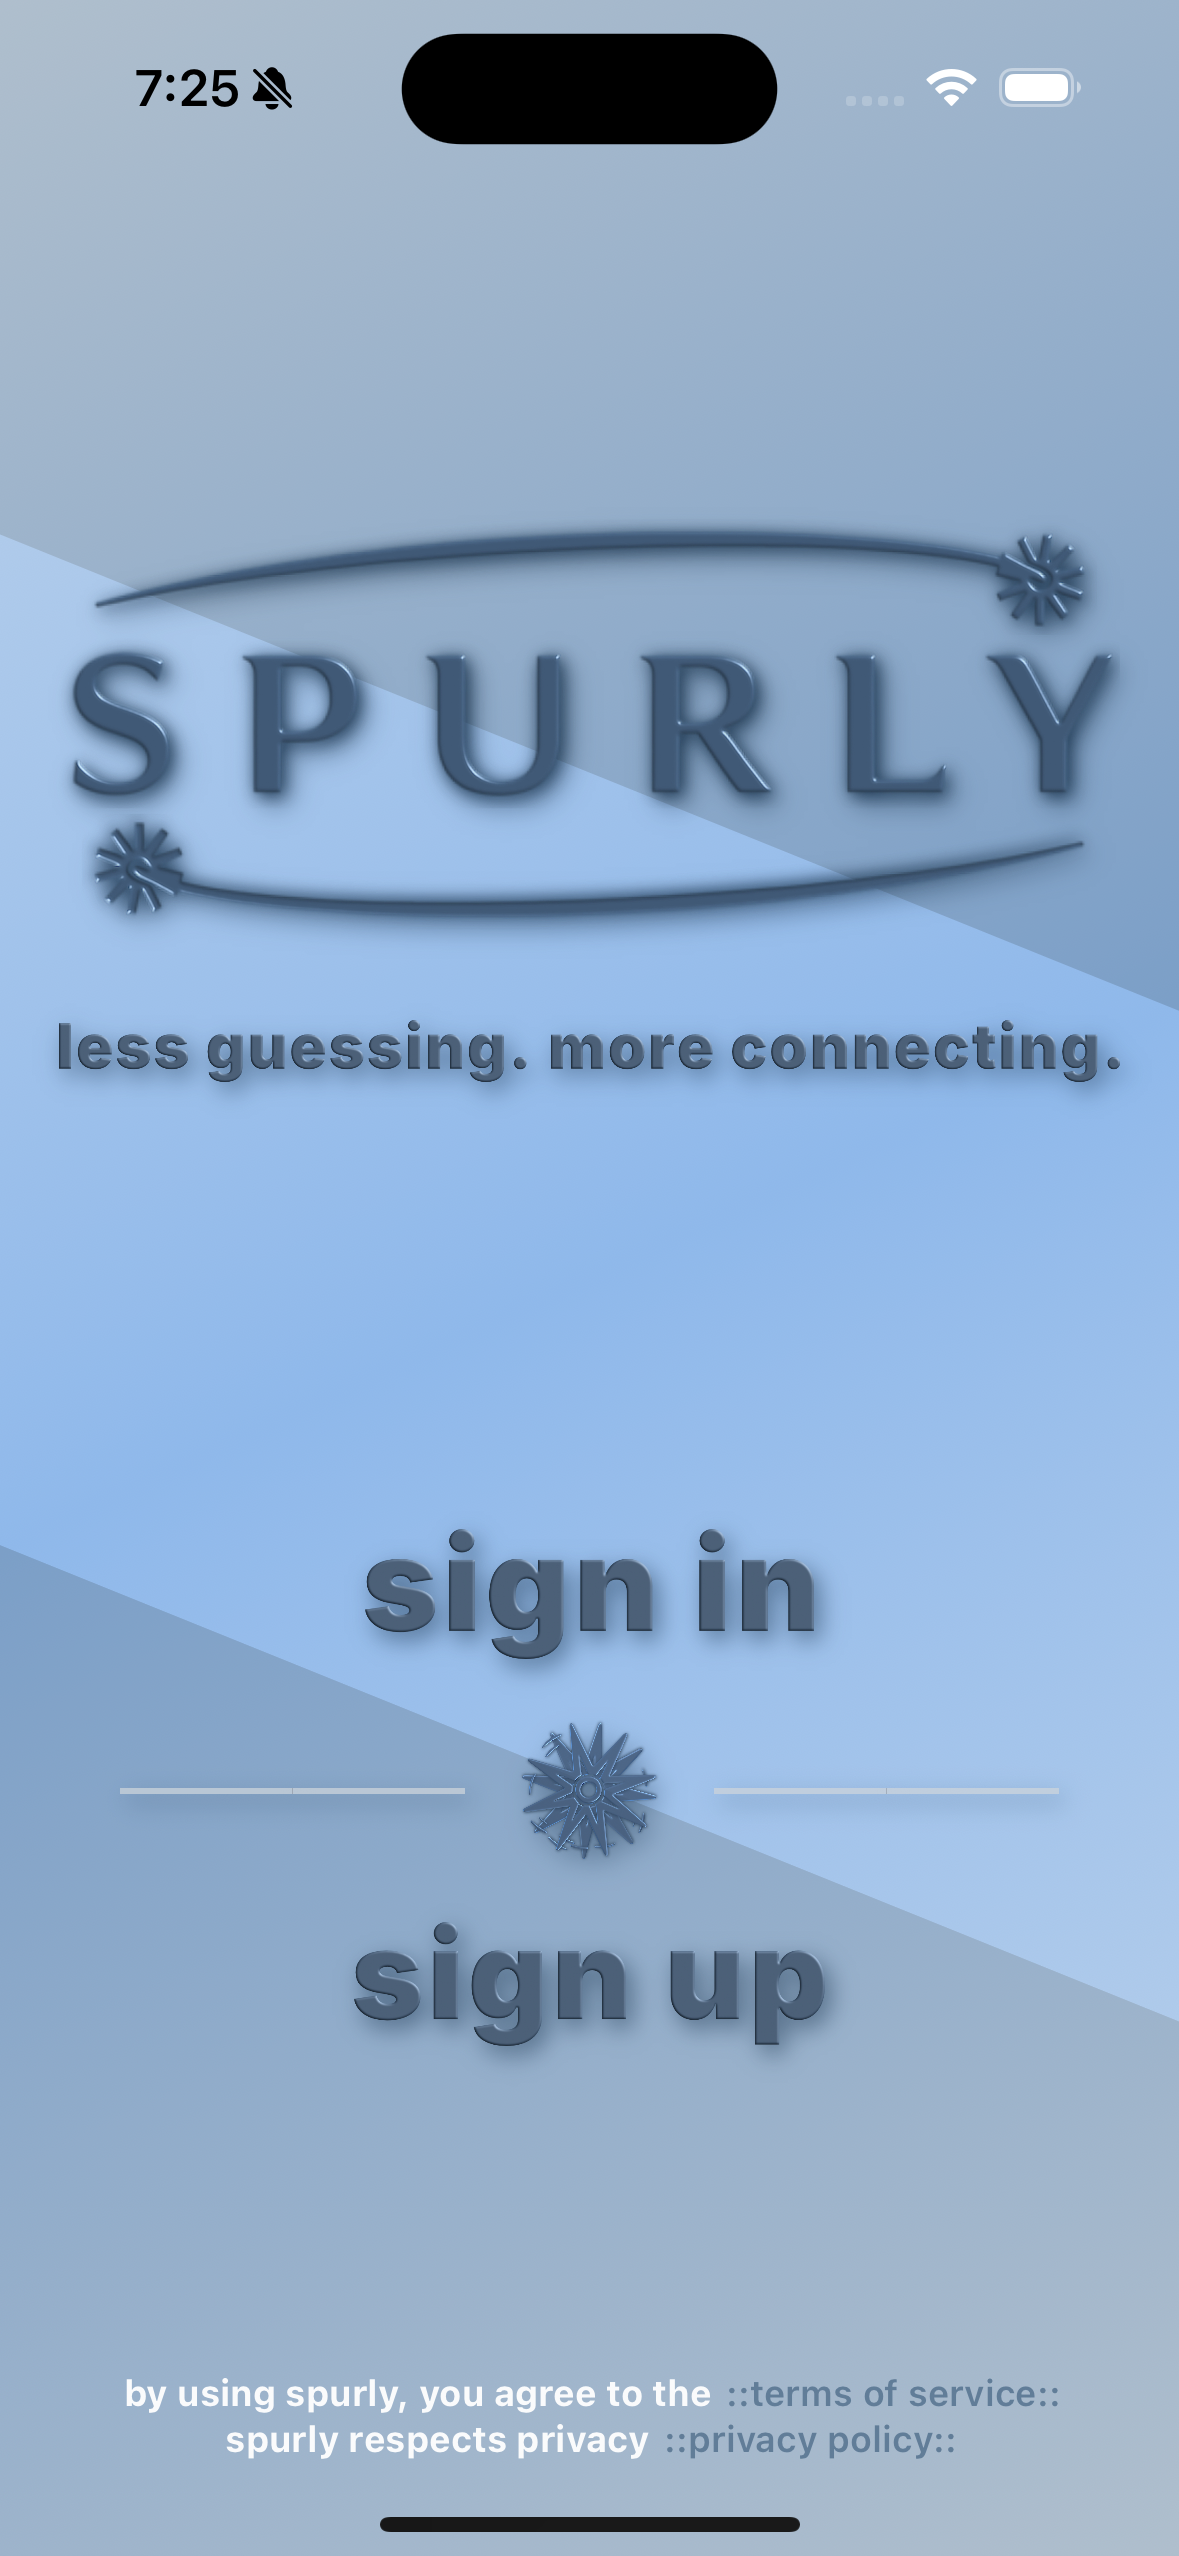 7:25
SPURLY
less guessing. more connecting.
sign in
sign up
by using spurly, you agree to the ::terms of service::
spurly respects privacy ::privacy policy::